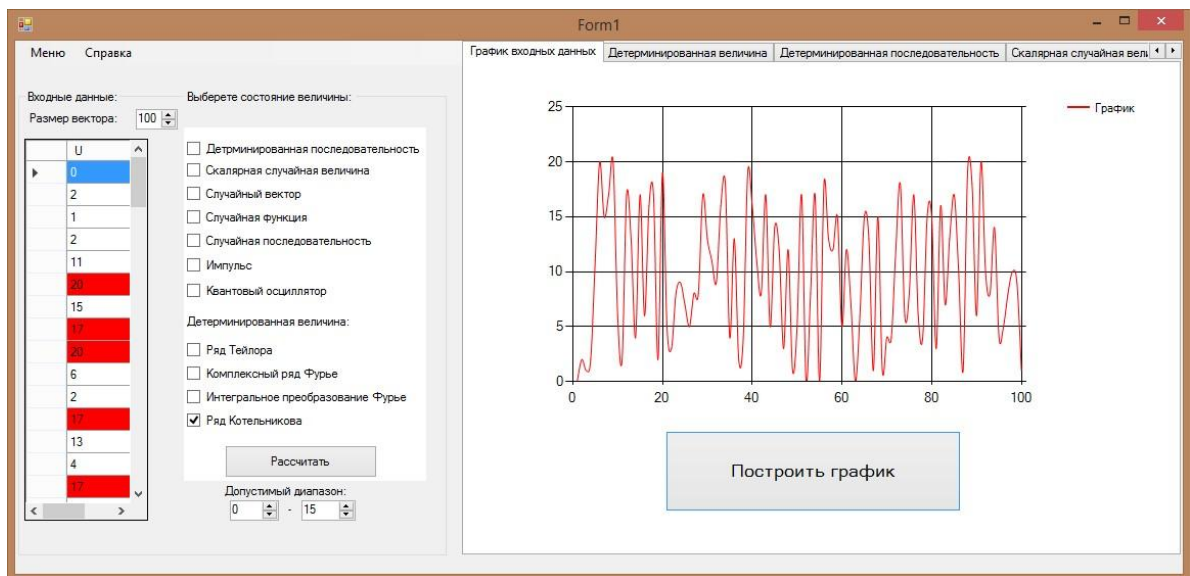 Form1
Меню Справка
График входных данных Детерминированная величина Детерминированная последовательность Скалярная случайная вели
Входные данные:
Размер вектора: 100
U
0
2
1
2
11
20
15
17
20
6
2
17
13
4
17
Выберете состояние величины:
Детрминированная последовательность
Скалярная случайная величина
Случайный вектор
Случайная функция
Случайная последовательность
Импульс
Квантовый осциллятор
Детерминированная величина:
Ряд Тейлора
Комплексный ряд Фурье
Интегральное преобразование Фурье
Ряд Котельникова
Рассчитать
Допустимый диапазон:
0 - 15
25
20
15
10
5
0
0 20 40 60 80 100
График
Построить график